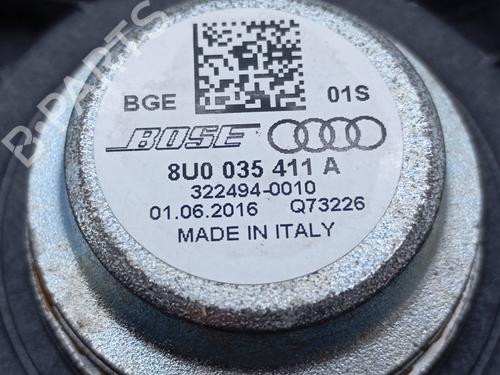 BGE 01S
BOSE
8U0 035 411 A
322494-0010
01.06.2016 Q73226
MADE IN ITALY
B-PARTS